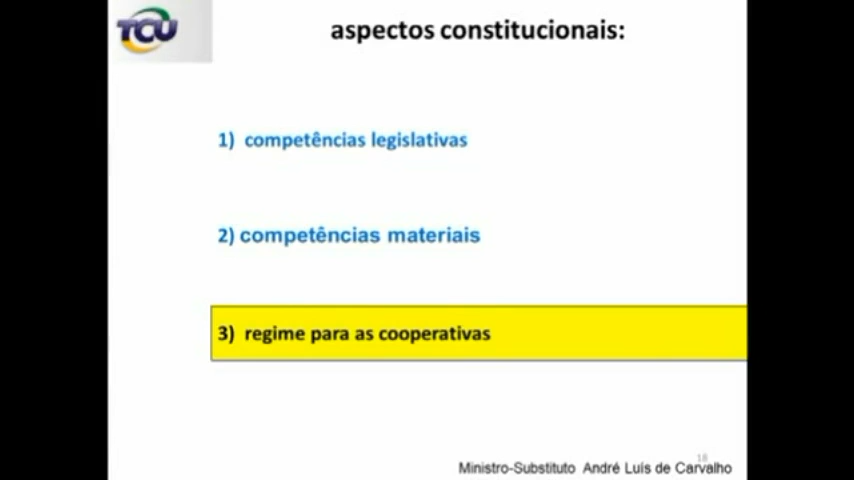 TCU
aspectos constitucionais:
1) competências legislativas
2) competências materiais
3) regime para as cooperativas
18
Ministro-Substituto André Luís de Carvalho